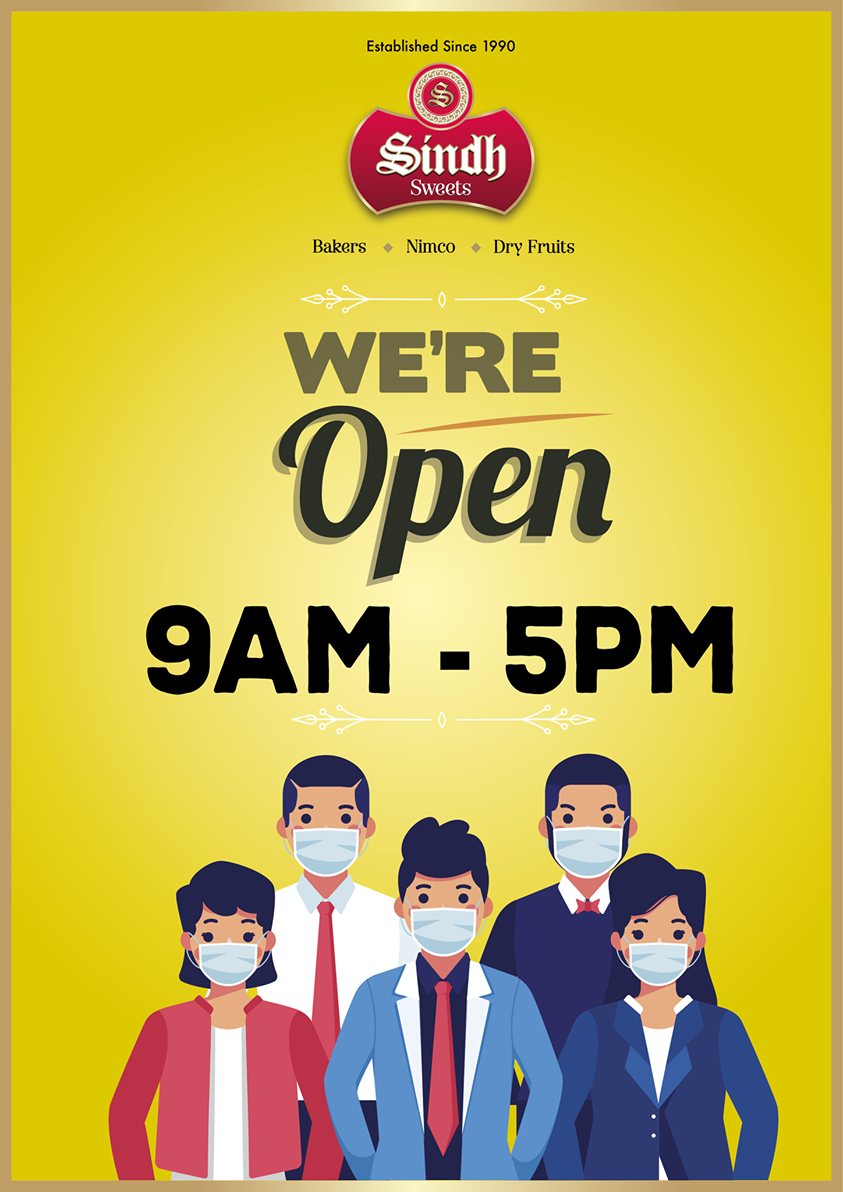 Established Since 1990
S
Sindh
Sweets
Bakers ◆ Nimco ◆ Dry Fruits
WE'RE
Open
9AM - 5PM